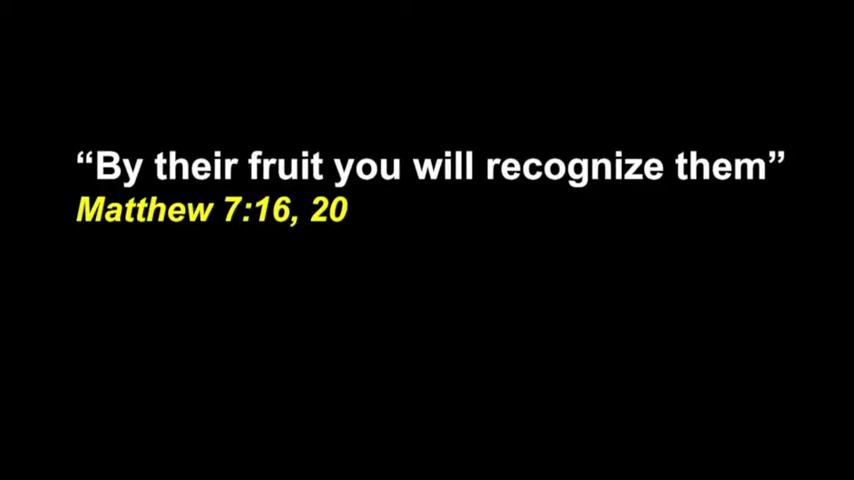 “By their fruit you will recognize them”
Matthew 7:16, 20